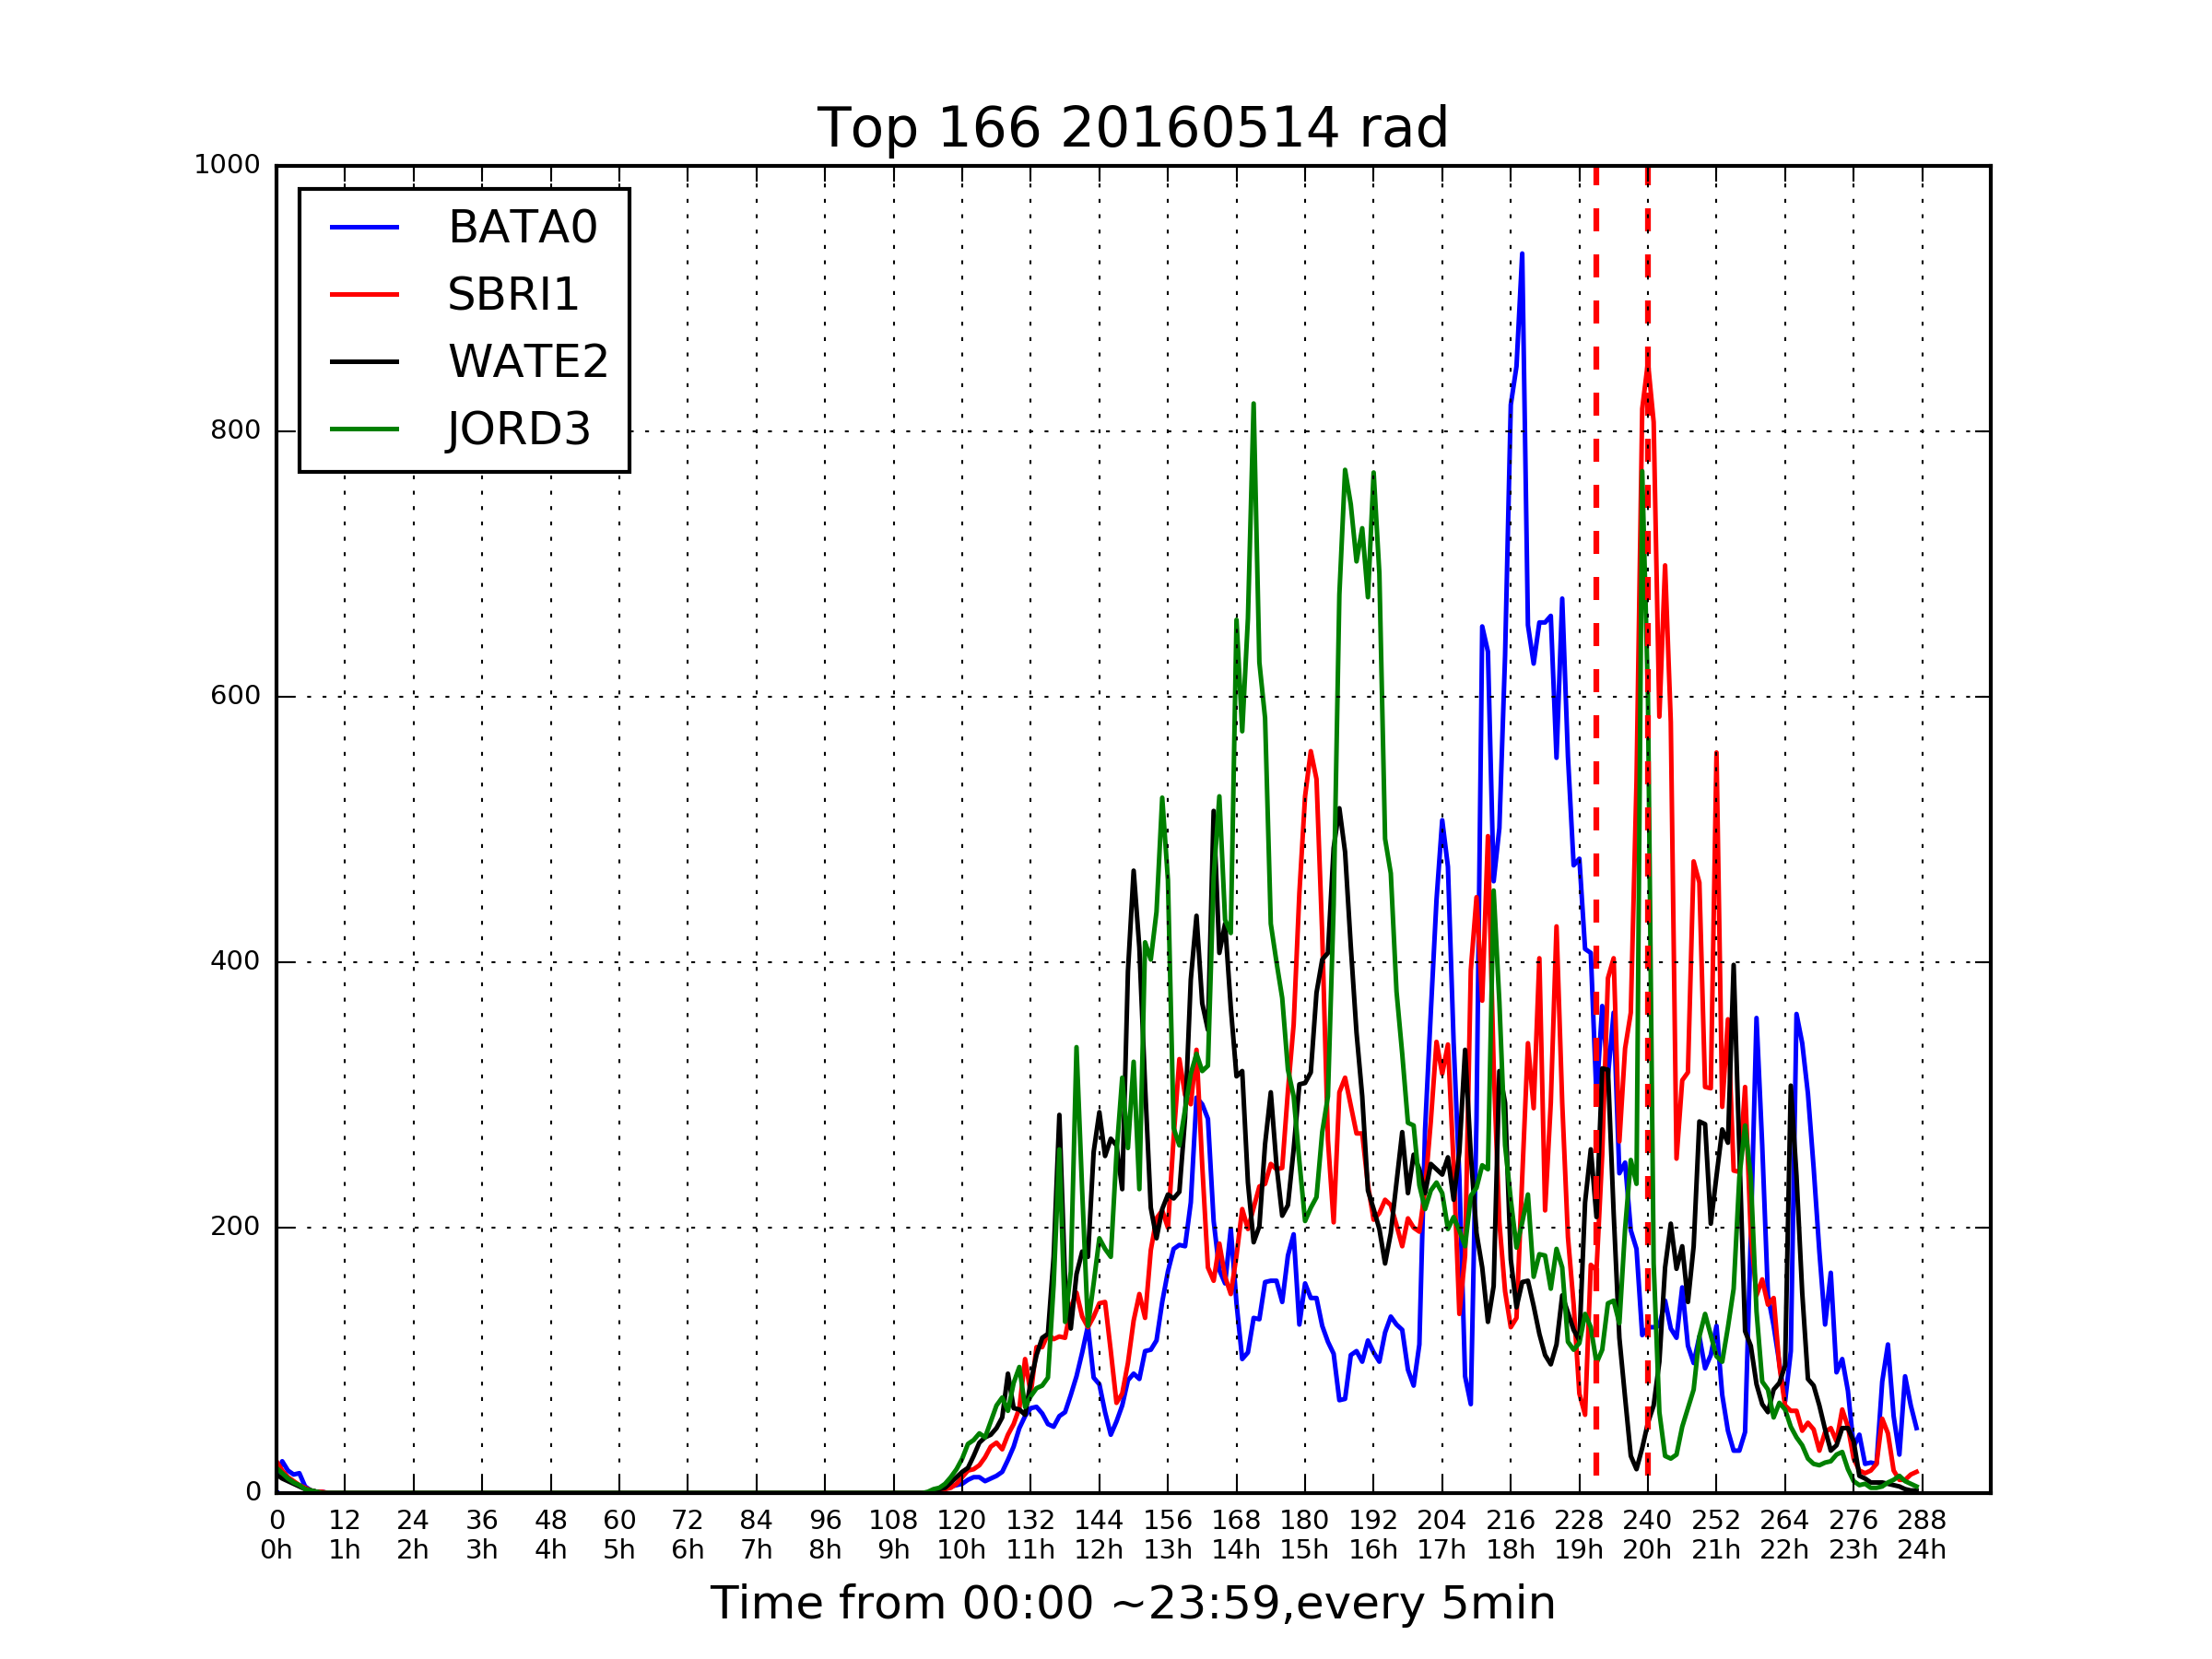 Top 166 20160514 rad
1000
800
600
400
200
0
BATA0
SBRI1
WATE2
JORD3
0 12 24 36 48 60 72 84 96 108 120 132 144 156 168 180 192 204 216 228 240 252 264 276 288
0h 1h 2h 3h 4h 5h 6h 7h 8h 9h 10h 11h 12h 13h 14h 15h 16h 17h 18h 19h 20h 21h 22h 23h 24h
Time from 00:00 ~23:59,every 5min